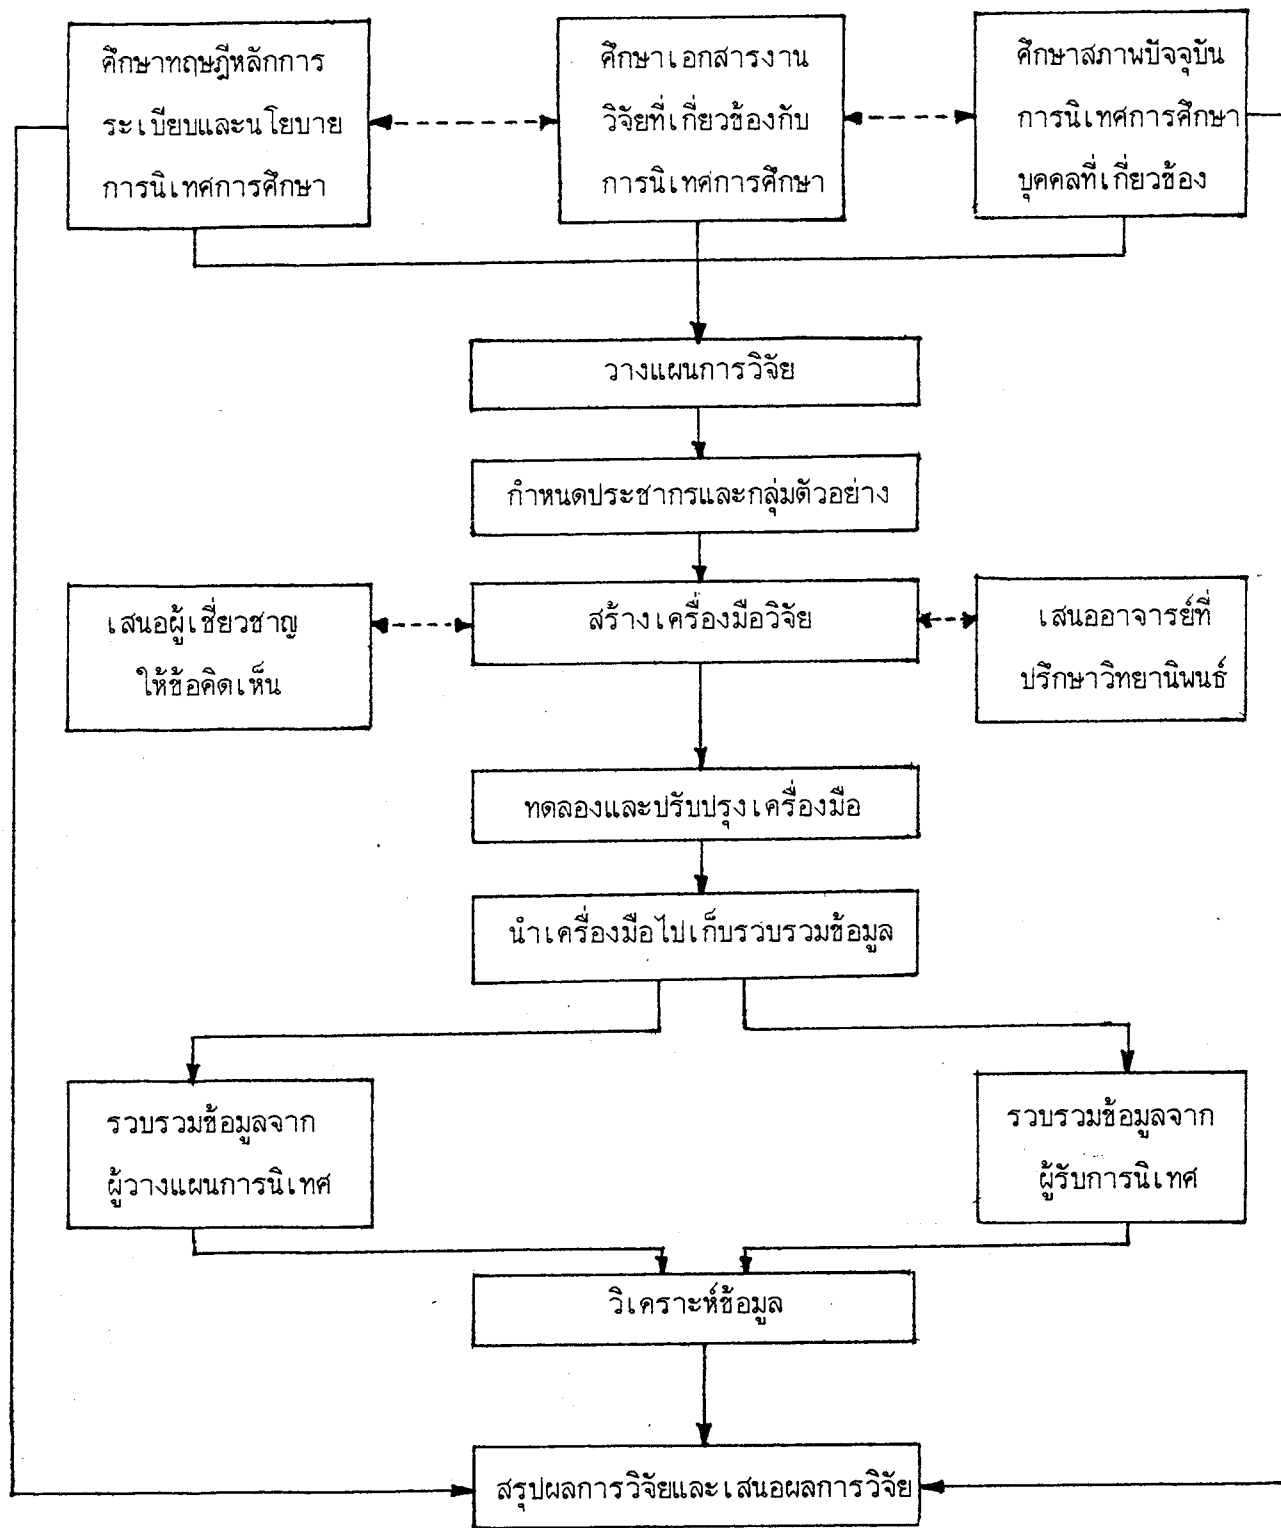 ศึกษาทฤษฎีหลักการ
ระเบียบและนโยบาย
การนิเทศการศึกษา
ศึกษาเอกสารงาน
วิจัยที่เกี่ยวข้องกับ
การนิเทศการศึกษา
ศึกษาสภาพปัจจุบัน
การนิเทศการศึกษา
บุคคลที่เกี่ยวข้อง
วางแผนการวิจัย
กำหนดประชากรและกลุ่มตัวอย่าง
เสนอผู้เชี่ยวชาญ
ให้ข้อคิดเห็น
สร้างเครื่องมือวิจัย
เสนออาจารย์ที่
ปรึกษาวิทยานิพนธ์
ทดลองและปรับปรุงเครื่องมือ
นำเครื่องมือไปเก็บรวบรวมข้อมูล
รวบรวมข้อมูลจาก
ผู้วางแผนการนิเทศ
รวบรวมข้อมูลจาก
ผู้รับการนิเทศ
วิเคราะห์ข้อมูล
สรุปผลการวิจัยและเสนอผลการวิจัย